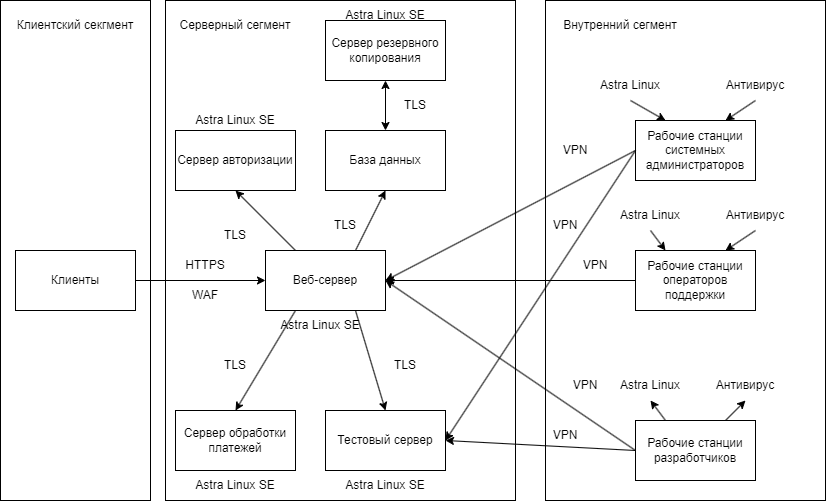 Клиентский секгмент
Серверный сегмент
Внутренний сегмент
Astra Linux SE
Сервер резервного
копирования
TLS
Astra Linux SE
Сервер авторизации
База данных
TLS
TLS
Клиенты
HTTPS
WAF
Веб-сервер
Astra Linux SE
TLS
TLS
Сервер обработки
платежей
Astra Linux SE
Тестовый сервер
Astra Linux SE
VPN
VPN
VPN
VPN
VPN
Astra Linux
Антивирус
Рабочие станции
системных
администраторов
Astra Linux
Антивирус
Рабочие станции
операторов
поддержки
Astra Linux
Антивирус
Рабочие станции
разработчиков